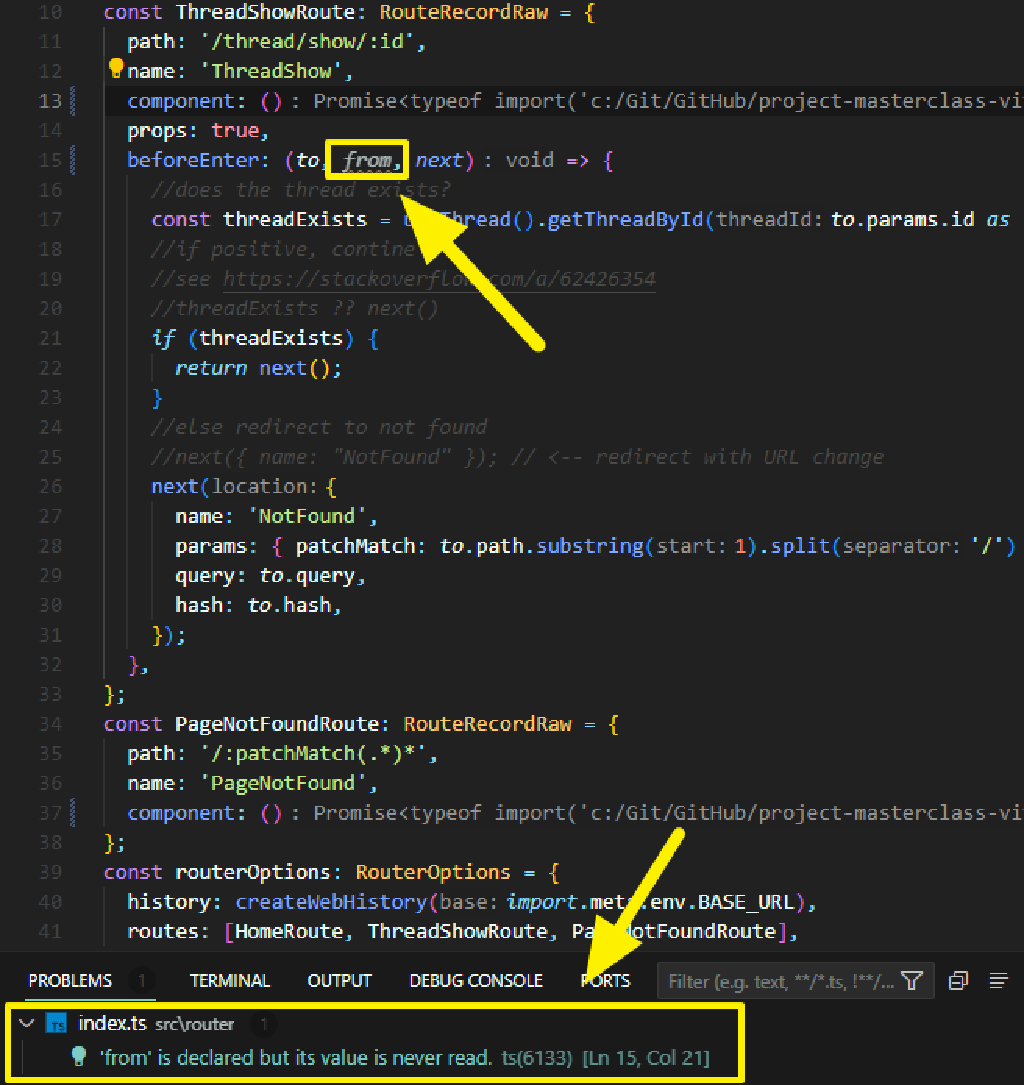 10 const ThreadShowRoute: RouteRecordRaw = {
11 path: '/thread/show/:id',
12 name: 'ThreadShow',
13 component: () : Promise<typeof import('c:/Git/GitHub/project-masterclass-vi
14 props: true,
15 beforeEnter: (to, from, next) : void => {
16 //does the thread exists?
17 const threadExists = Thread().getThreadById(threadId: to.params.id as
18 //if positive, contine
19 //see https://stackoverflow.com/a/62426354
20 //threadExists ?? next()
21 if (threadExists) {
22 return next();
23 }
24 //else redirect to not found
25 //next({ name: "NotFound" }); // <-- redirect with URL change
26 next(location: {
27 name: 'NotFound',
28 params: { patchMatch: to.path.substring(start: 1).split(separator: '/')
29 query: to.query,
30 hash: to.hash,
31 });
32 },
33 };
34 const PageNotFoundRoute: RouteRecordRaw = {
35 path: '/:patchMatch(.*)*',
36 name: 'PageNotFound',
37 component: () : Promise<typeof import('c:/Git/GitHub/project-masterclass-vi
38 };
39 const routerOptions: RouterOptions = {
40 history: createWebHistory(base: import.meta.env.BASE_URL),
41 routes: [HomeRoute, ThreadShowRoute, PageNotFoundRoute],
PROBLEMS 1 TERMINAL OUTPUT DEBUG CONSOLE PORTS Filter (e.g. text, **/*.ts, !**/...
TS index.ts src\router 1
'from' is declared but its value is never read. ts(6133) [Ln 15, Col 21]